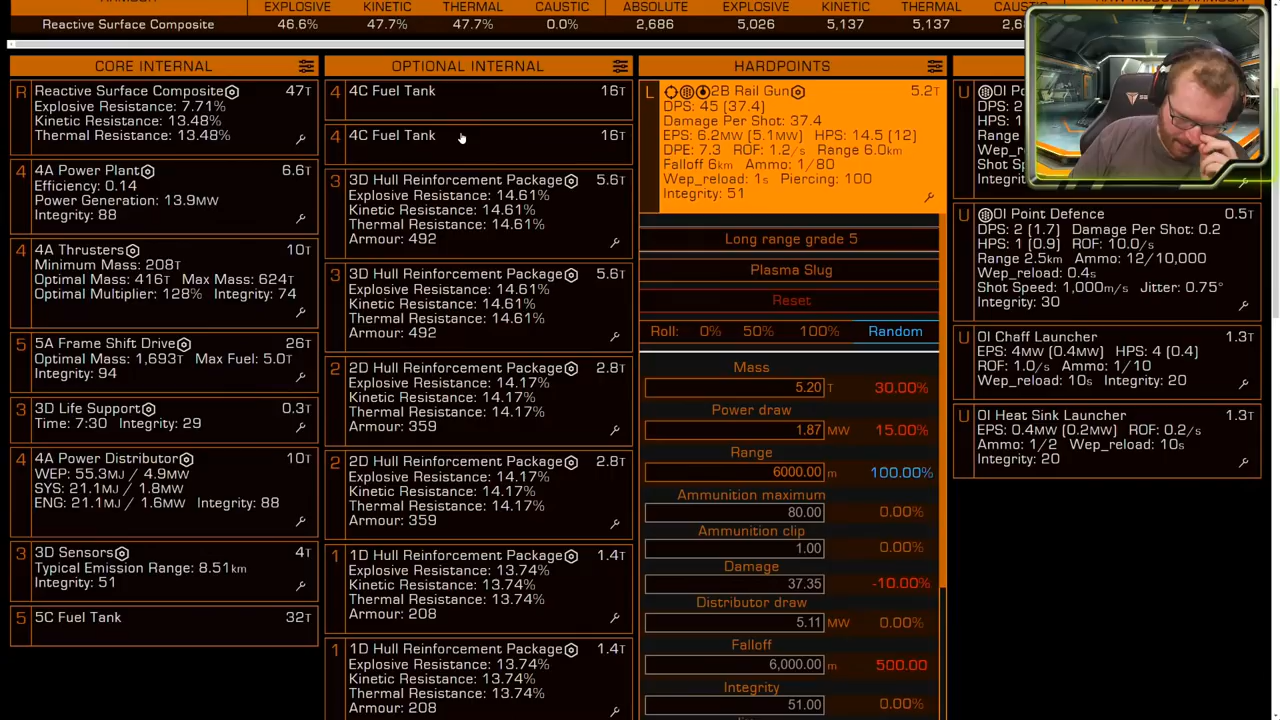 EXPLOSIVE KINETIC THERMAL CAUSTIC ABSOLUTE EXPLOSIVE KINETIC THERMAL
Reactive Surface Composite 46.6% 47.7% 47.7% 0.0% 2,686 5,026 5,137 5,137
CORE INTERNAL
R Reactive Surface Composite 47T
Explosive Resistance: 7.71%
Kinetic Resistance: 13.48%
Thermal Resistance: 13.48%
4 4A Power Plant 6.6T
Efficiency: 0.14
Power Generation: 13.9MW
Integrity: 88
4 4A Thrusters 10T
Minimum Mass: 208T
Optimal Mass: 416T Max Mass: 624T
Optimal Multiplier: 128% Integrity: 74
5 5A Frame Shift Drive 26T
Optimal Mass: 1,693T Max Fuel: 5.0T
Integrity: 94
3 3D Life Support 0.3T
Time: 7:30 Integrity: 29
4 4A Power Distributor 10T
WEP: 55.3MJ / 4.9MW
SYS: 21.1MJ / 1.8MW
ENG: 21.1MJ / 1.6MW Integrity: 88
3 3D Sensors 4T
Typical Emission Range: 8.51km
Integrity: 51
5 5C Fuel Tank 32T
OPTIONAL INTERNAL
4 4C Fuel Tank 16T
4 4C Fuel Tank 16T
3 3D Hull Reinforcement Package 5.6T
Explosive Resistance: 14.61%
Kinetic Resistance: 14.61%
Thermal Resistance: 14.61%
Armour: 492
3 3D Hull Reinforcement Package 5.6T
Explosive Resistance: 14.61%
Kinetic Resistance: 14.61%
Thermal Resistance: 14.61%
Armour: 492
2 2D Hull Reinforcement Package 2.8T
Explosive Resistance: 14.17%
Kinetic Resistance: 14.17%
Thermal Resistance: 14.17%
Armour: 359
2 2D Hull Reinforcement Package 2.8T
Explosive Resistance: 14.17%
Kinetic Resistance: 14.17%
Thermal Resistance: 14.17%
Armour: 359
1 1D Hull Reinforcement Package 1.4T
Explosive Resistance: 13.74%
Kinetic Resistance: 13.74%
Thermal Resistance: 13.74%
Armour: 208
1 1D Hull Reinforcement Package 1.4T
Explosive Resistance: 13.74%
Kinetic Resistance: 13.74%
Thermal Resistance: 13.74%
Armour: 208
HARDPOINTS
L 2B Rail Gun 5.2T
DPS: 45 [37.4]
Damage Per Shot: 37.4
EPS: 6.2MW [5.1MW] HPS: 14.5 [12]
DPE: 7.3 ROF: 1.2/s Range 6.0km
Falloff 6km Ammo: 1/80
Wep_reload: 1s Piercing: 100
Integrity: 51
Long range grade 5
Plasma Slug
Reset
Roll: 0% 50% 100% Random
Mass
5.20 T 30.00%
Power draw
1.87 MW 15.00%
Range
6000.00 m 100.00%
Ammunition maximum
80.00 0.00%
Ammunition clip
1.00 0.00%
Damage
37.35 -10.00%
Distributor draw
5.11 MW 0.00%
Falloff
6,000.00 m 500.00
Integrity
51.00 0.00%
U 0I
DPS: 2
HPS: 1
Range
Wep_
Shot S
Integri
U 0I Point Defence 0.5T
DPS: 2 [1.7] Damage Per Shot: 0.2
HPS: 1 [0.9] ROF: 10.0/s
Range 2.5km Ammo: 12/10,000
Wep_reload: 0.4s
Shot Speed: 1,000m/s Jitter: 0.75°
Integrity: 30
U 0I Chaff Launcher 1.3T
EPS: 4MW [0.4MW] HPS: 4 [0.4]
ROF: 1.0/s Ammo: 1/10
Wep_reload: 10s Integrity: 20
U 0I Heat Sink Launcher 1.3T
EPS: 0.4MW [0.2MW] ROF: 0.2/s
Ammo: 1/2 Wep_reload: 10s
Integrity: 20